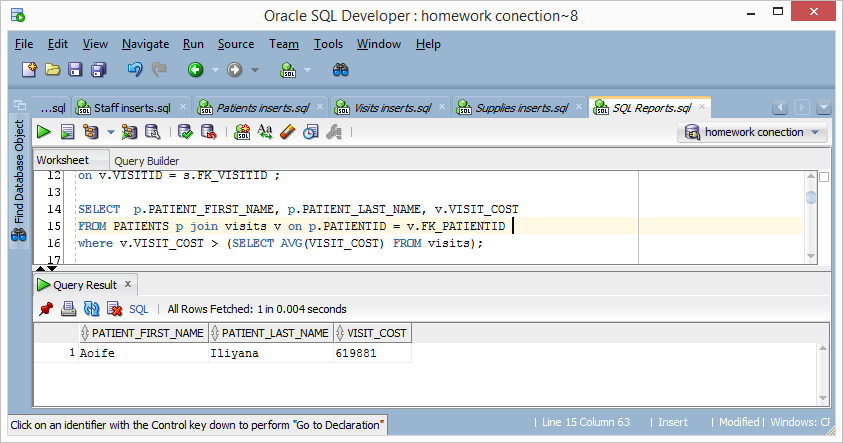 Oracle SQL Developer : homework conection~8
File Edit View Navigate Run Source Team Tools Window Help
...sql Staff inserts.sql Patients inserts.sql Visits inserts.sql Supplies inserts.sql SQL Reports.sql
homework conection
Find Database Object
Worksheet Query Builder
12 on v.VISITID = s.FK_VISITID ;
13
14 SELECT p.PATIENT_FIRST_NAME, p.PATIENT_LAST_NAME, v.VISIT_COST
15 FROM PATIENTS p join visits v on p.PATIENTID = v.FK_PATIENTID
16 where v.VISIT_COST > (SELECT AVG(VISIT_COST) FROM visits);
17
Query Result
SQL | All Rows Fetched: 1 in 0.004 seconds
PATIENT_FIRST_NAME PATIENT_LAST_NAME VISIT_COST
1 Aoife Iliyana 619881
Click on an identifier with the Control key down to perform "Go to Declaration" | Line 15 Column 63 | Insert | Modified | Windows: CF